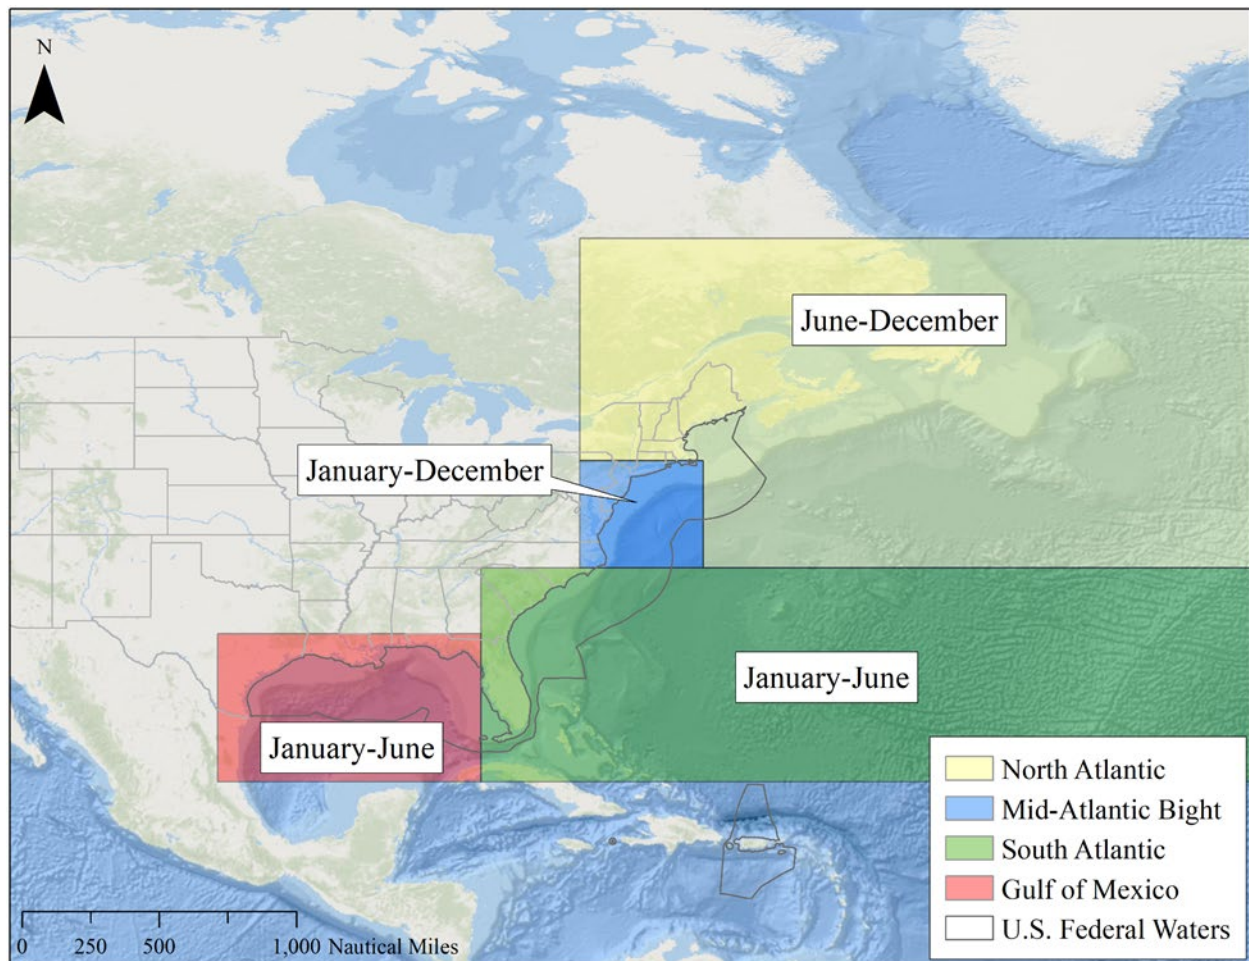 N
June-December
January-December
January-June
January-June
North Atlantic
Mid-Atlantic Bight
South Atlantic
Gulf of Mexico
U.S. Federal Waters
0 250 500 1,000 Nautical Miles